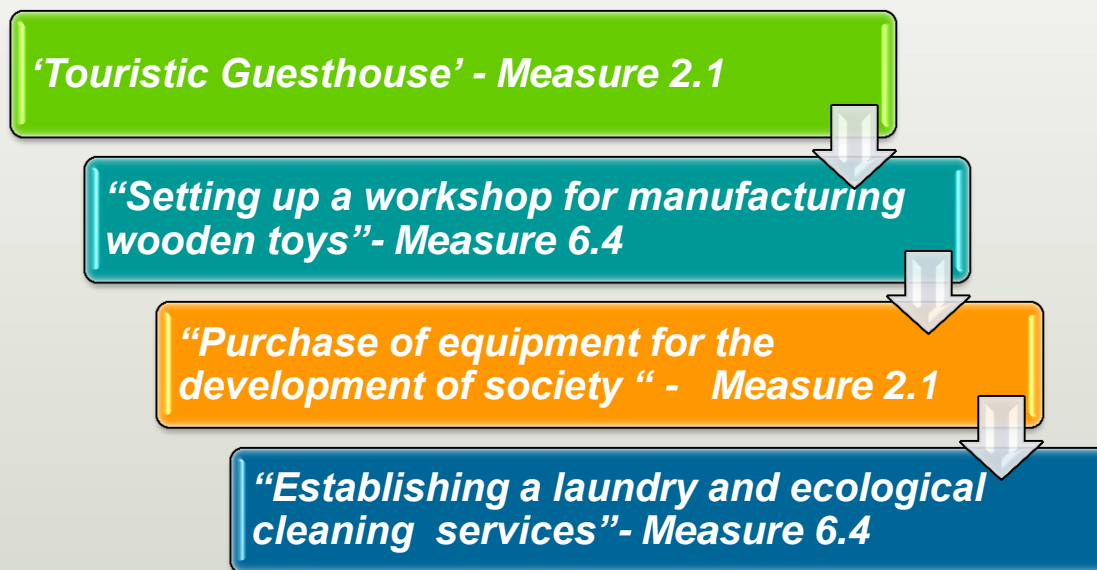 ‘Touristic Guesthouse’ - Measure 2.1
“Setting up a workshop for manufacturing
wooden toys”- Measure 6.4
“Purchase of equipment for the
development of society “ - Measure 2.1
“Establishing a laundry and ecological
cleaning services”- Measure 6.4